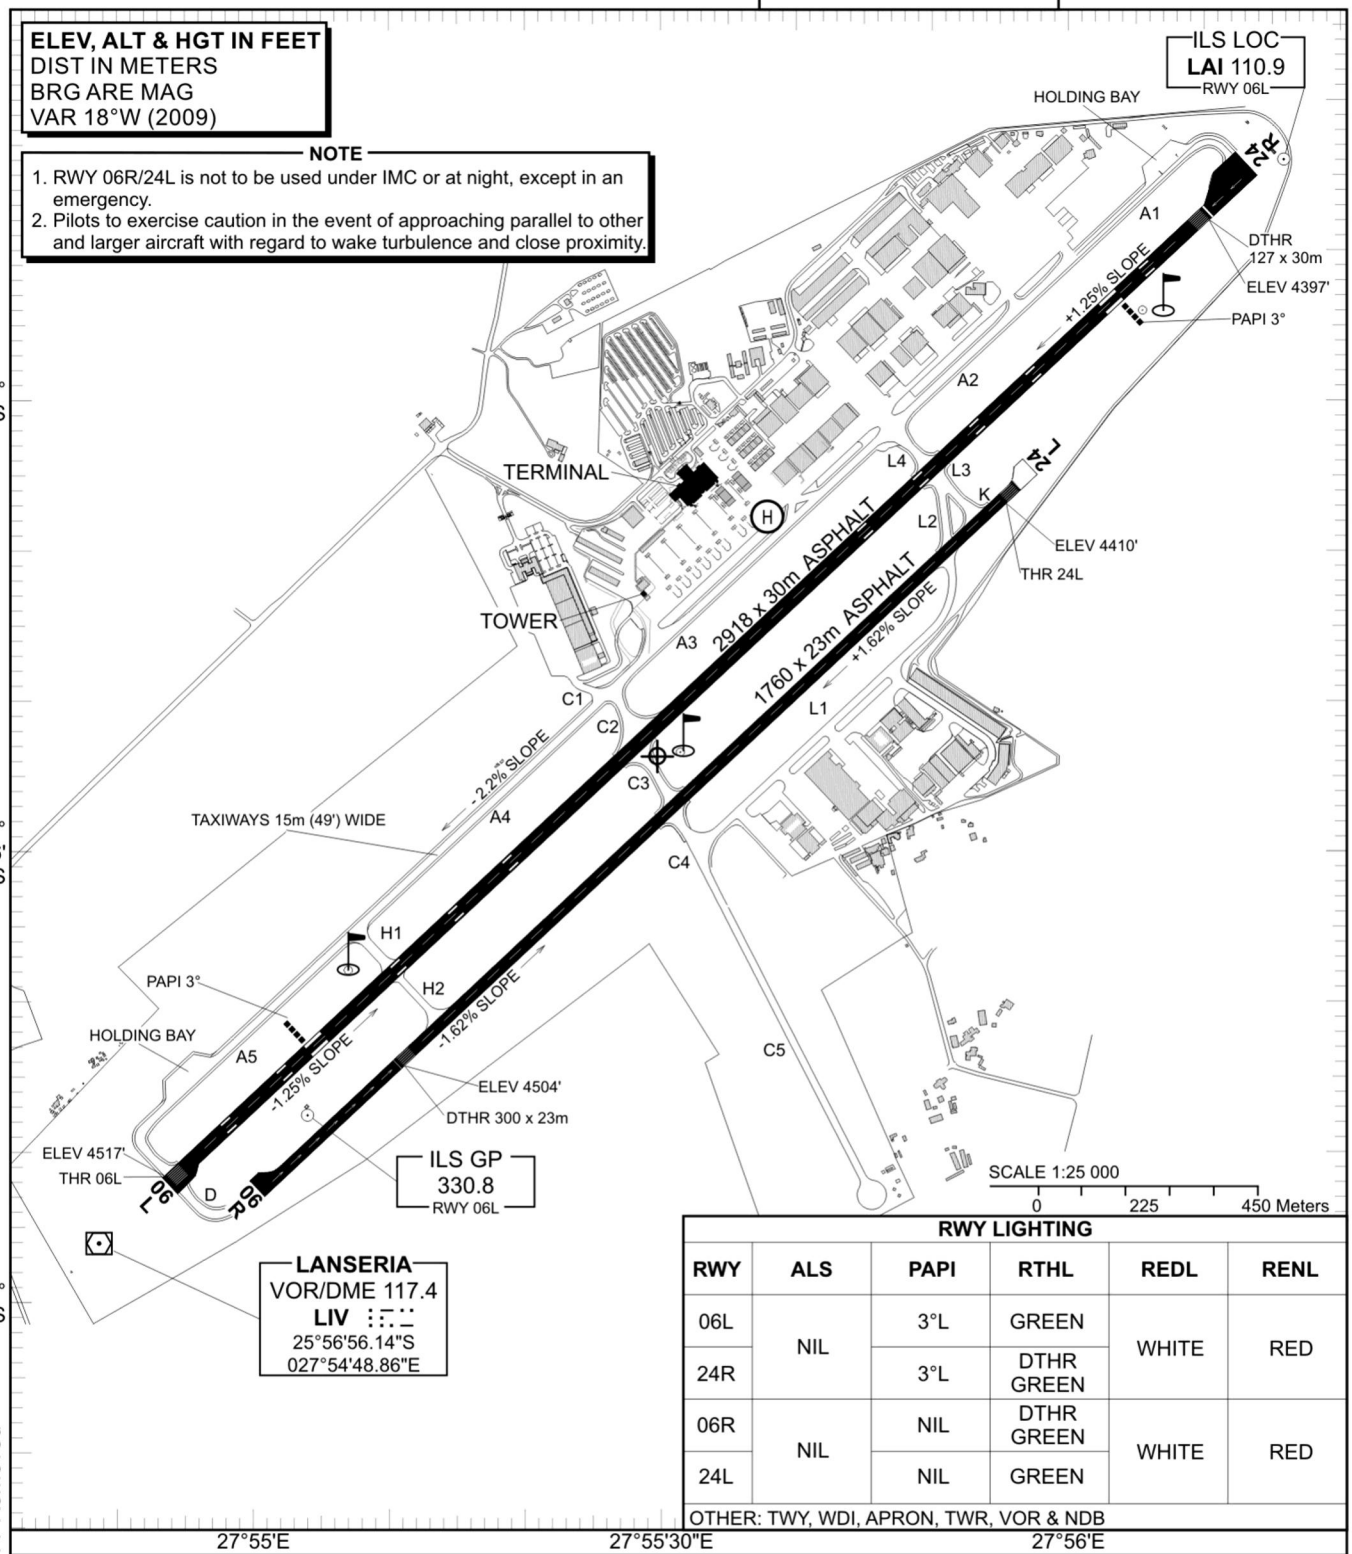 ELEV, ALT & HGT IN FEET
DIST IN METERS
BRG ARE MAG
VAR 18°W (2009)
NOTE
1. RWY 06R/24L is not to be used under IMC or at night, except in an
emergency.
2. Pilots to exercise caution in the event of approaching parallel to other
and larger aircraft with regard to wake turbulence and close proximity.
ILS LOC
LAI 110.9
RWY 06L
HOLDING BAY
24
R
A1
DTHR
127 x 30m
ELEV 4397'
+1.25% SLOPE
PAPI 3°
A2
24
L
L4
L3
K
L2
TERMINAL
H
ELEV 4410'
THR 24L
2918 x 30m ASPHALT
1760 x 23m ASPHALT
+1.62% SLOPE
TOWER
A3
C1
C2
L1
- 2.2% SLOPE
C3
TAXIWAYS 15m (49') WIDE
A4
C4
H1
PAPI 3°
H2
-1.62% SLOPE
HOLDING BAY
A5
-1.25% SLOPE
C5
ELEV 4504'
DTHR 300 x 23m
ELEV 4517'
THR 06L
06
L
D
06
R
ILS GP
330.8
RWY 06L
SCALE 1:25 000
0 225 450 Meters
LANSERIA
VOR/DME 117.4
LIV
25°56'56.14"S
027°54'48.86"E
RWY LIGHTING
RWY ALS PAPI RTHL REDL RENL
06L NIL 3°L GREEN WHITE RED
24R 3°L DTHR
GREEN
06R NIL NIL DTHR
GREEN WHITE RED
24L NIL GREEN
OTHER: TWY, WDI, APRON, TWR, VOR & NDB
27°55'E 27°55'30"E 27°56'E